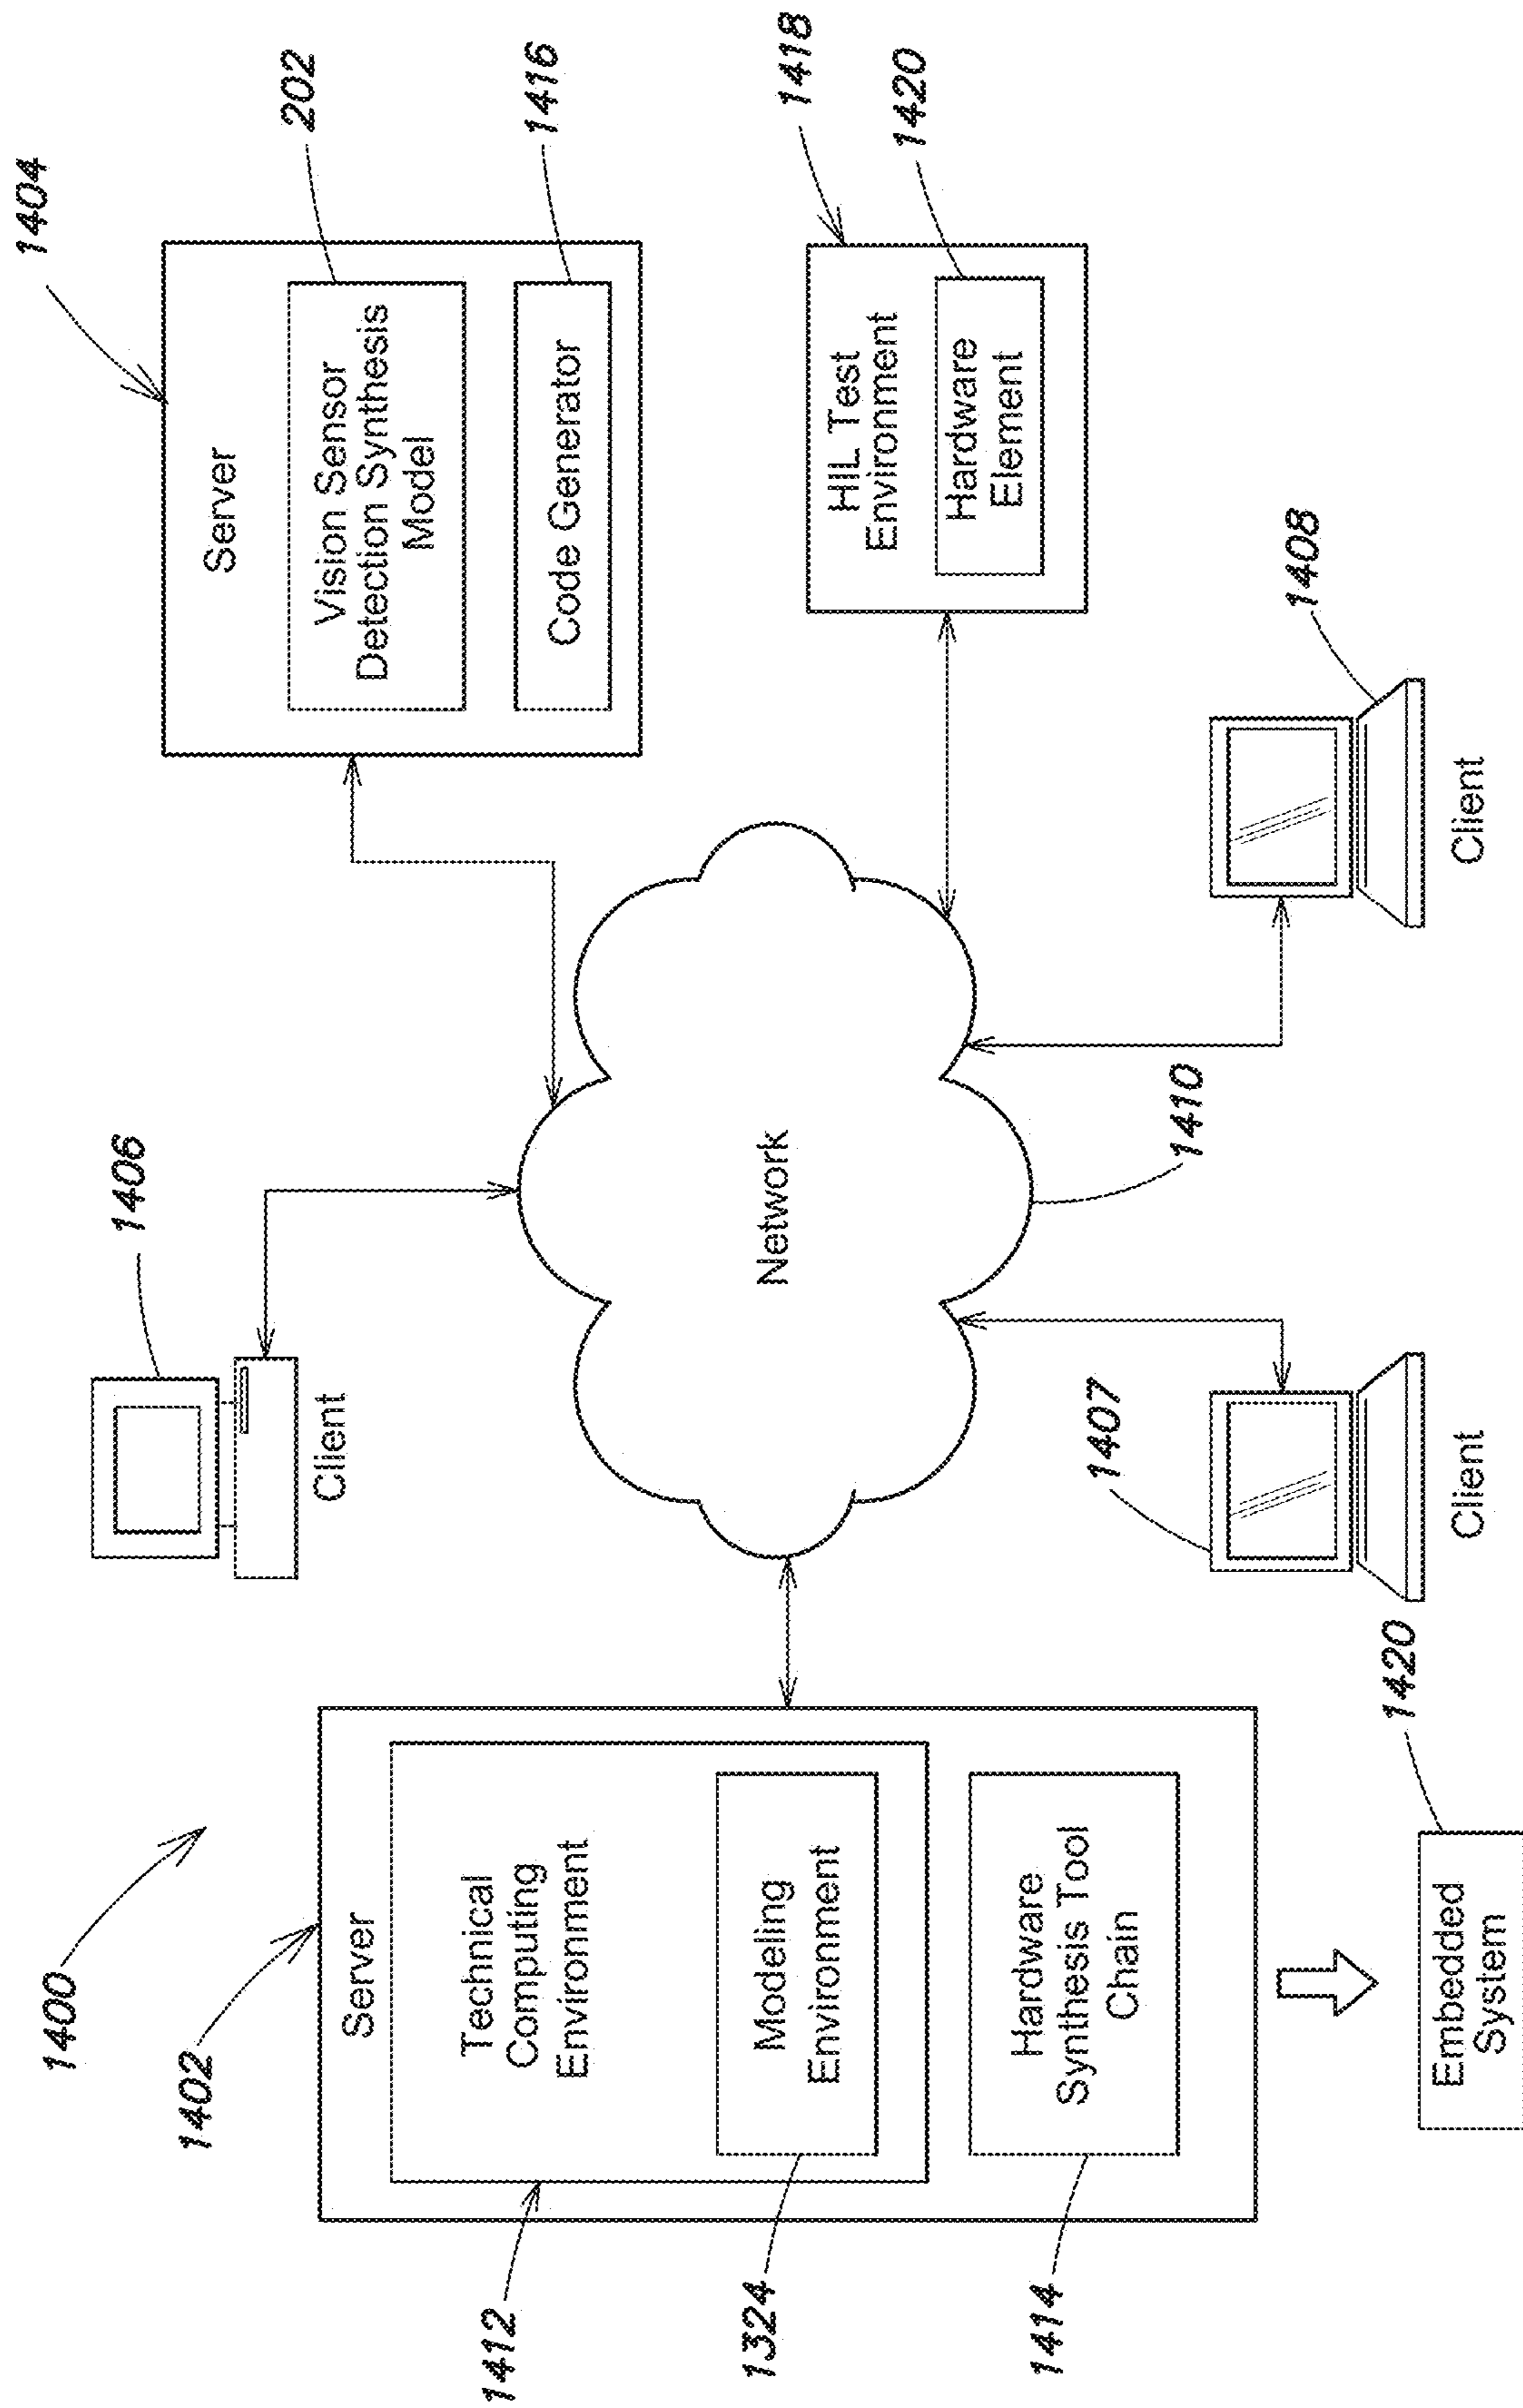 1400
1402
Server
Technical
Computing
Environment
1412
Modeling
Environment
1324
Hardware
Synthesis Tool
Chain
1414
Embedded
System
1420
1406
Client
Network
1410
1407
Client
1404
Server
Vision Sensor
Detection Synthesis
Model
202
Code Generator
1416
HIL Test
Environment
1418
Hardware
Element
1420
1408
Client